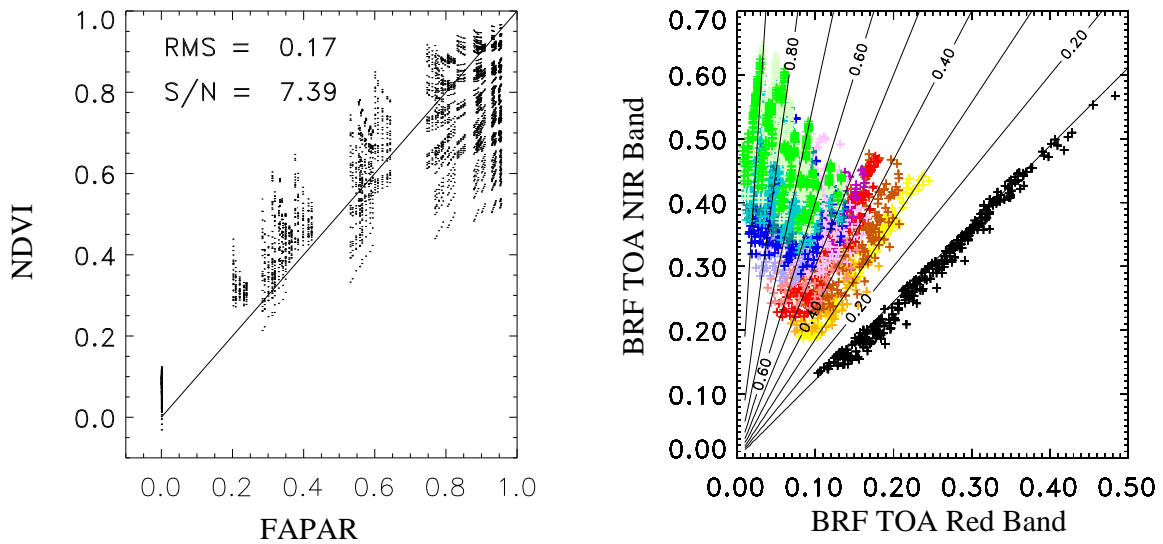 1.0
0.8
0.6
0.4
0.2
0.0
NDVI
RMS = 0.17
S/N = 7.39
0.0 0.2 0.4 0.6 0.8 1.0
FAPAR
0.70
0.60
0.50
0.40
0.30
0.20
0.10
0.00
BRF TOA NIR Band
0.80
0.60
0.40
0.20
0.20
0.40
0.60
0.00 0.10 0.20 0.30 0.40 0.50
BRF TOA Red Band